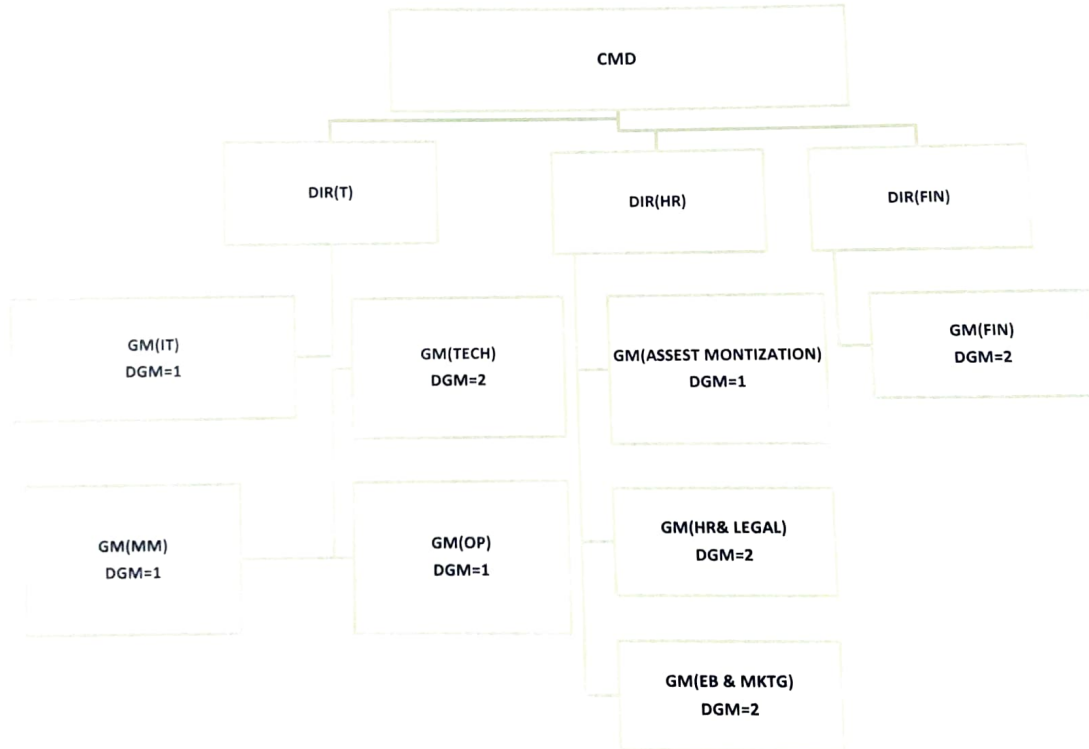 CMD
DIR(T)
DIR(HR)
DIR(FIN)
GM(IT)
DGM=1
GM(TECH)
DGM=2
GM(ASSEST MONTIZATION)
DGM=1
GM(FIN)
DGM=2
GM(MM)
DGM=1
GM(OP)
DGM=1
GM(HR& LEGAL)
DGM=2
GM(EB & MKTG)
DGM=2